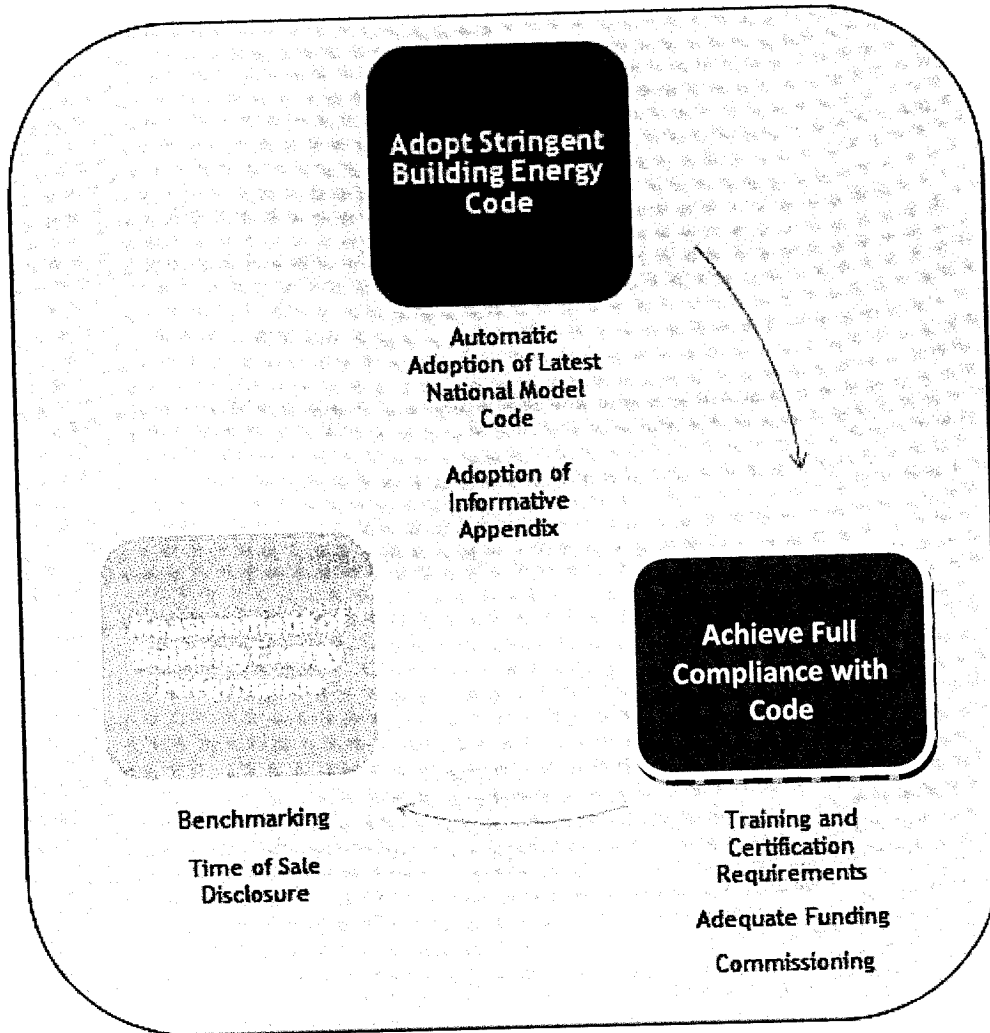 Adopt Stringent
Building Energy
Code
Automatic
Adoption of Latest
National Model
Code
Adoption of
Informative
Appendix
Achieve Full
Compliance with
Code
Training and
Certification
Requirements
Adequate Funding
Commissioning
Benchmarking
Time of Sale
Disclosure